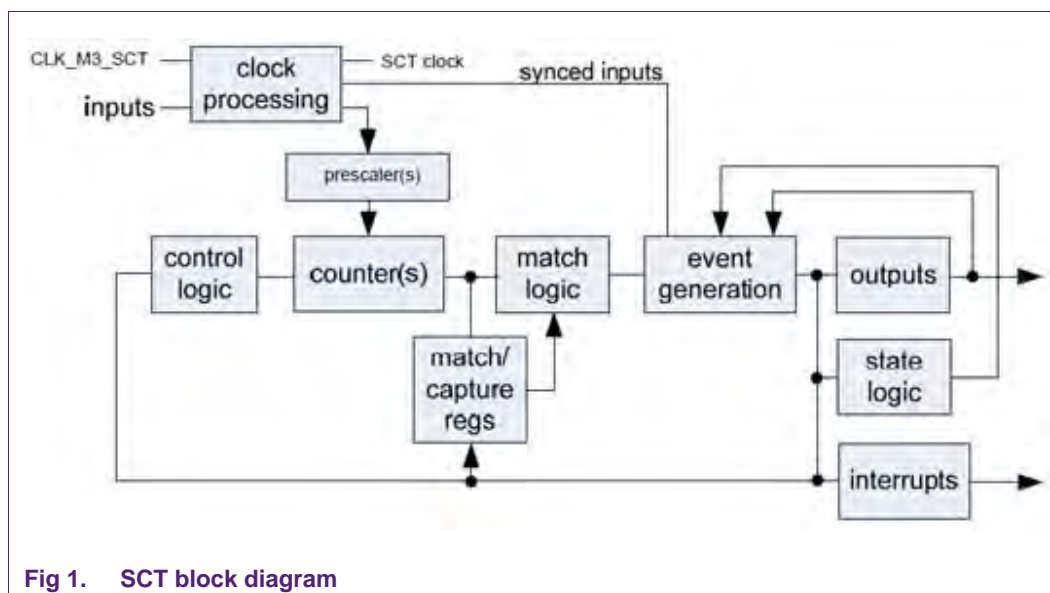 CLK_M3_SCT
inputs
clock
processing
SCT clock
synced inputs
prescaler(s)
control
logic
counter(s)
match
logic
event
generation
outputs
match/
capture
regs
state
logic
interrupts
Fig 1. SCT block diagram